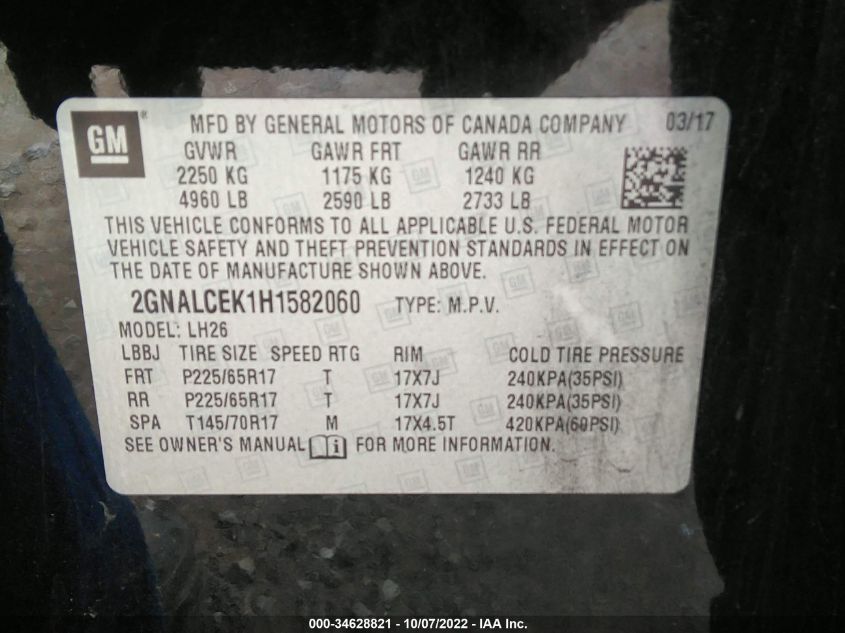 GM® MFD BY GENERAL MOTORS OF CANADA COMPANY 03/17
GVWR GAWR FRT GAWR RR
2250 KG 1175 KG 1240 KG
4960 LB 2590 LB 2733 LB
THIS VEHICLE CONFORMS TO ALL APPLICABLE U.S. FEDERAL MOTOR
VEHICLE SAFETY AND THEFT PREVENTION STANDARDS IN EFFECT ON
THE DATE OF MANUFACTURE SHOWN ABOVE.
2GNALCEK1H1582060 TYPE: M.P.V.
MODEL: LH26
LBBJ TIRE SIZE SPEED RTG RIM COLD TIRE PRESSURE
FRT P225/65R17 T 17X7J 240KPA(35PSI)
RR P225/65R17 T 17X7J 240KPA(35PSI)
SPA T145/70R17 M 17X4.5T 420KPA(60PSI)
SEE OWNER'S MANUAL i FOR MORE INFORMATION.
000-34628821 - 10/07/2022 - IAA Inc.